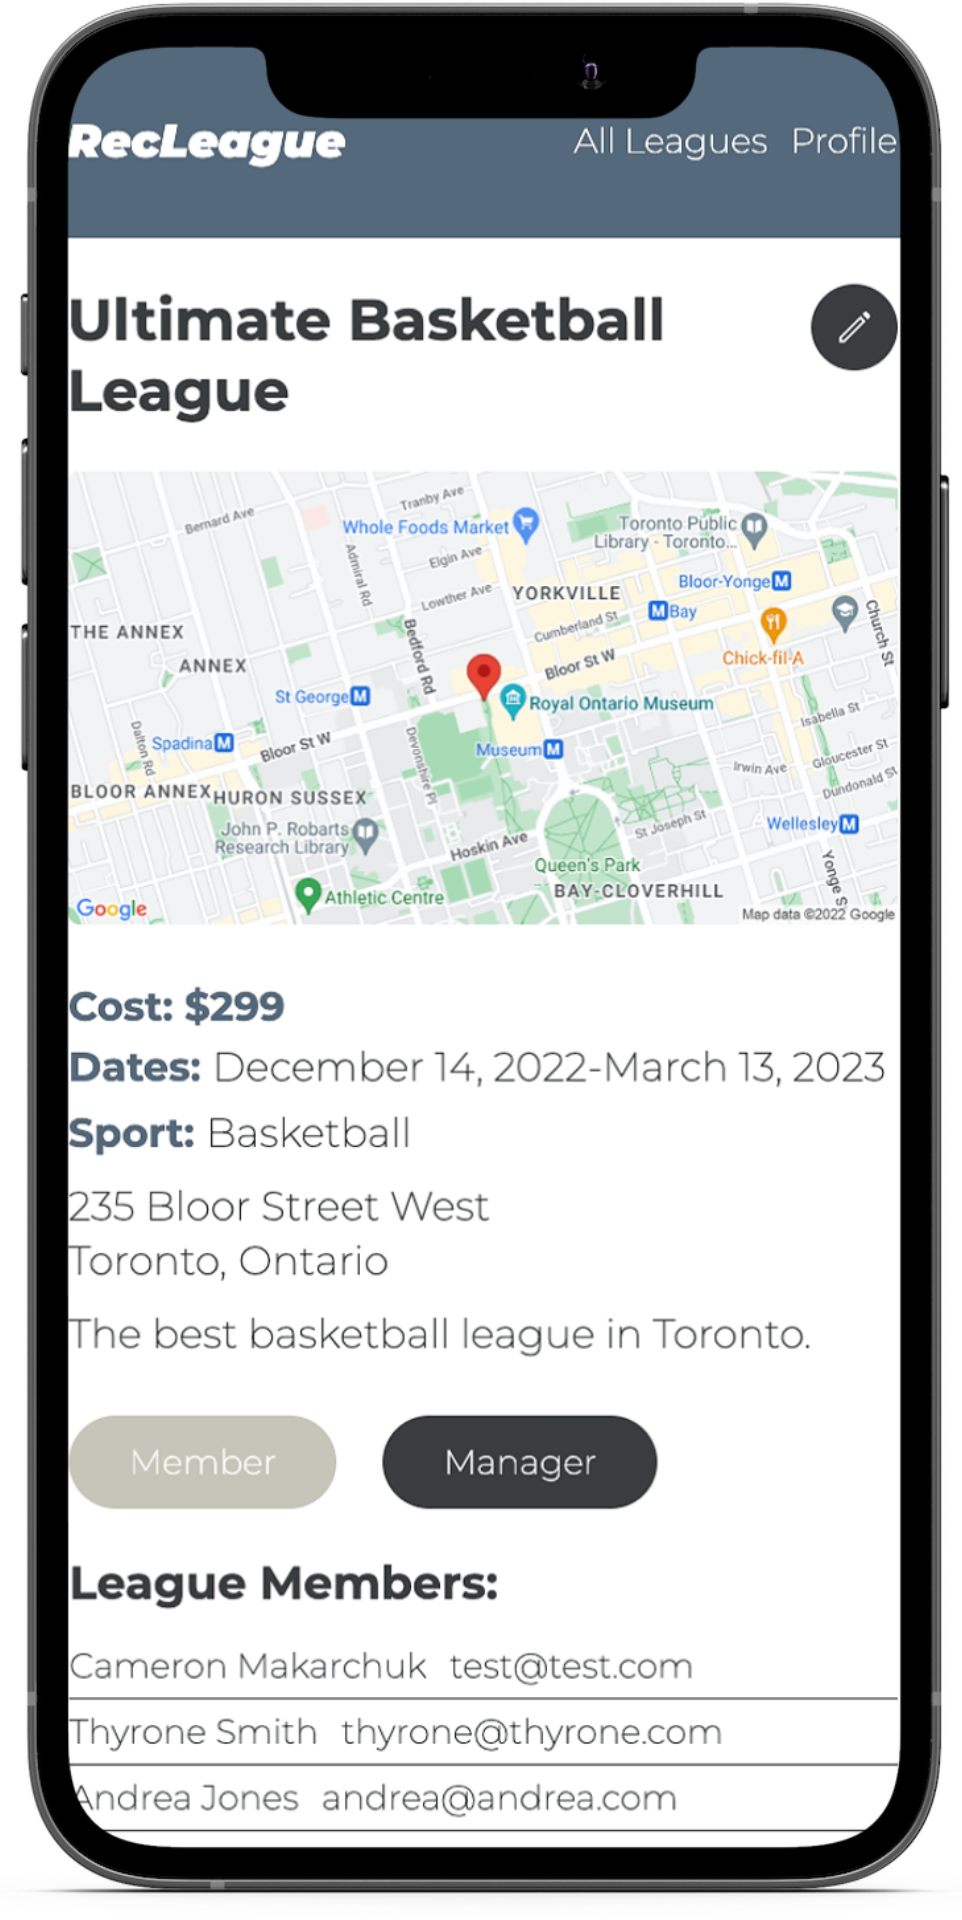 RecLeague All Leagues Profile
Ultimate Basketball
League
Tranby Ave
Bernard Ave
Whole Foods Market
Toronto Public
Library - Toronto...
Elgin Ave
Admiral Rd
Bloor-Yonge M
Lowther Ave
YORKVILLE
M Bay
Church St
THE ANNEX
Cumberland St
Bedford Rd
ANNEX
Bloor St W
Chick-fil-A
St George M
Royal Ontario Museum
Isabella St
Dalton Rd
Spadina M
Bloor St W
Devonshire Pl
Museum M
Gloucester St
Irwin Ave
Dundonald St
BLOOR ANNEX
HURON SUSSEX
John P. Robarts
Research Library
St Joseph St
Wellesley M
Hoskin Ave
Queen's Park
Yonge S
BAY-CLOVERHILL
Athletic Centre
Google
Map data ©2022 Google
Cost: $299
Dates: December 14, 2022-March 13, 2023
Sport: Basketball
235 Bloor Street West
Toronto, Ontario
The best basketball league in Toronto.
Member Manager
League Members:
Cameron Makarchuk test@test.com
Thyrone Smith thyrone@thyrone.com
Andrea Jones andrea@andrea.com